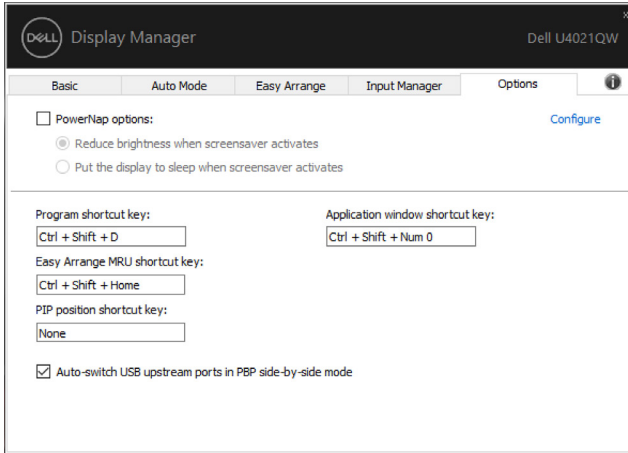 DELL Display Manager Dell U4021QW
Basic Auto Mode Easy Arrange Input Manager Options
PowerNap options: Configure
Reduce brightness when screensaver activates
Put the display to sleep when screensaver activates
Program shortcut key: Application window shortcut key:
Ctrl + Shift + D Ctrl + Shift + Num 0
Easy Arrange MRU shortcut key:
Ctrl + Shift + Home
PIP position shortcut key:
None
Auto-switch USB upstream ports in PBP side-by-side mode